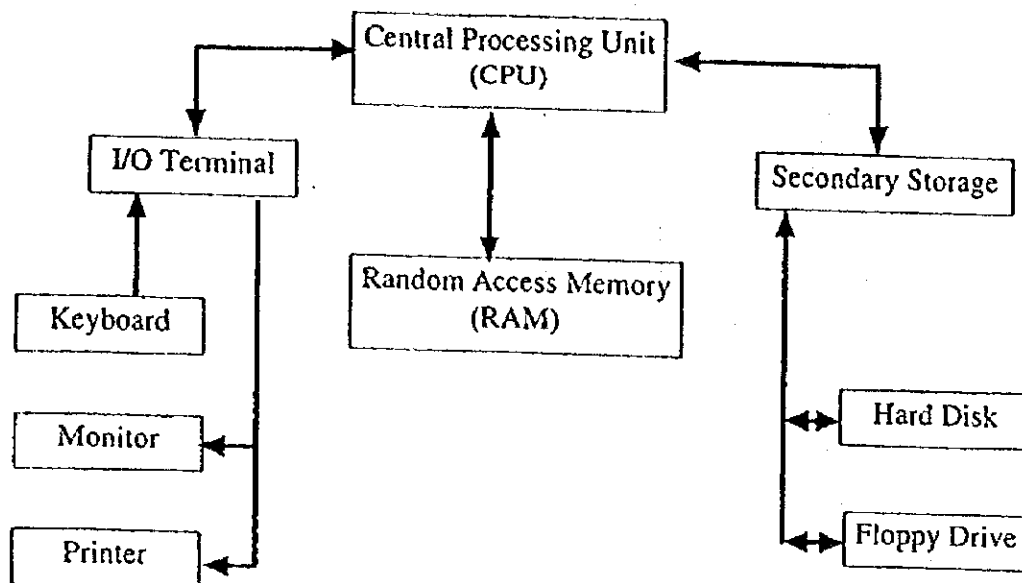 Central Processing Unit
(CPU)
I/O Terminal
Secondary Storage
Random Access Memory
(RAM)
Keyboard
Hard Disk
Monitor
Floppy Drive
Printer